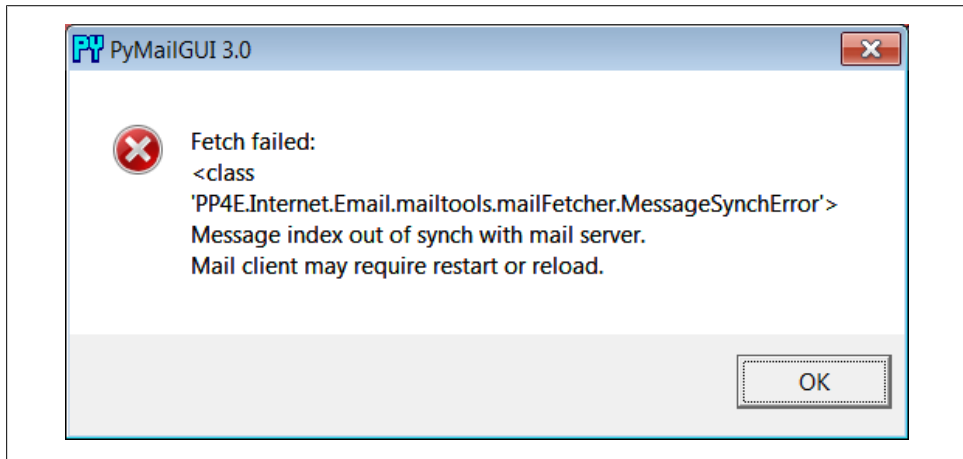 PY PyMailGUI 3.0
Fetch failed:
<class
'PP4E.Internet.Email.mailtools.mailFetcher.MessageSynchError'>
Message index out of synch with mail server.
Mail client may require restart or reload.
OK